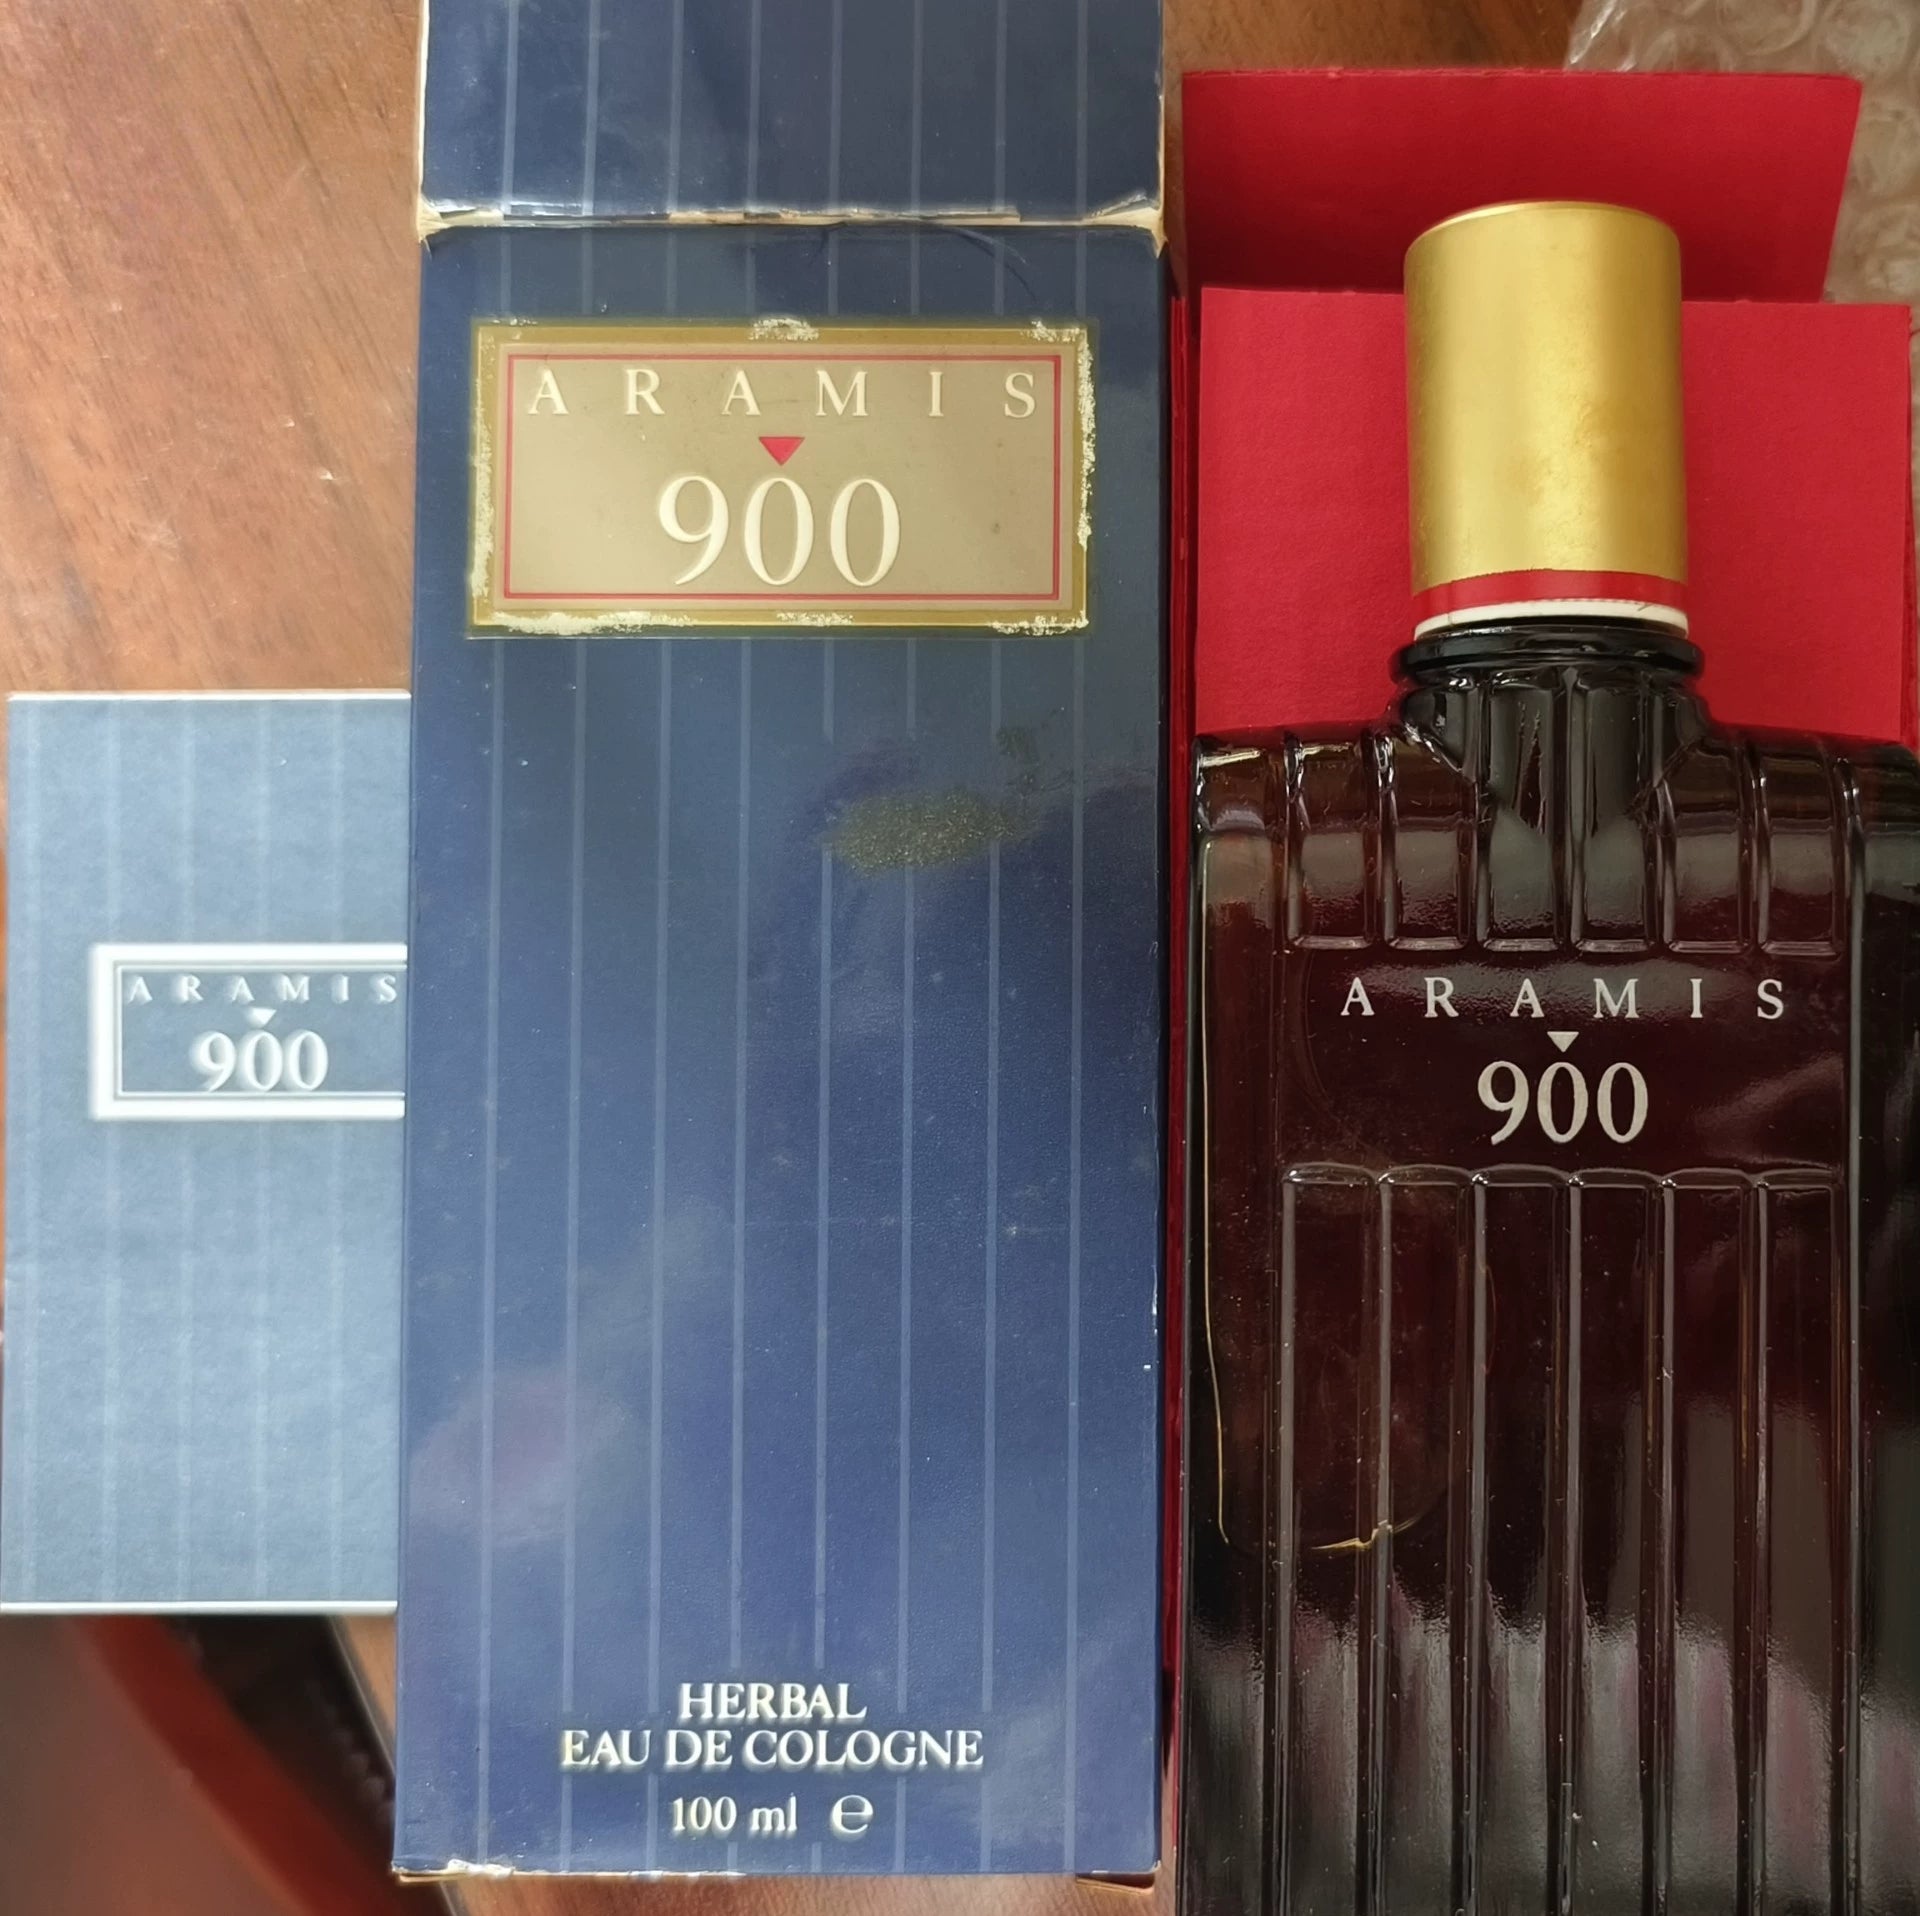 ARAMIS
900
HERBAL
EAU DE COLOGNE
100 ml ℮
ARAMIS
900
ARAMIS
900